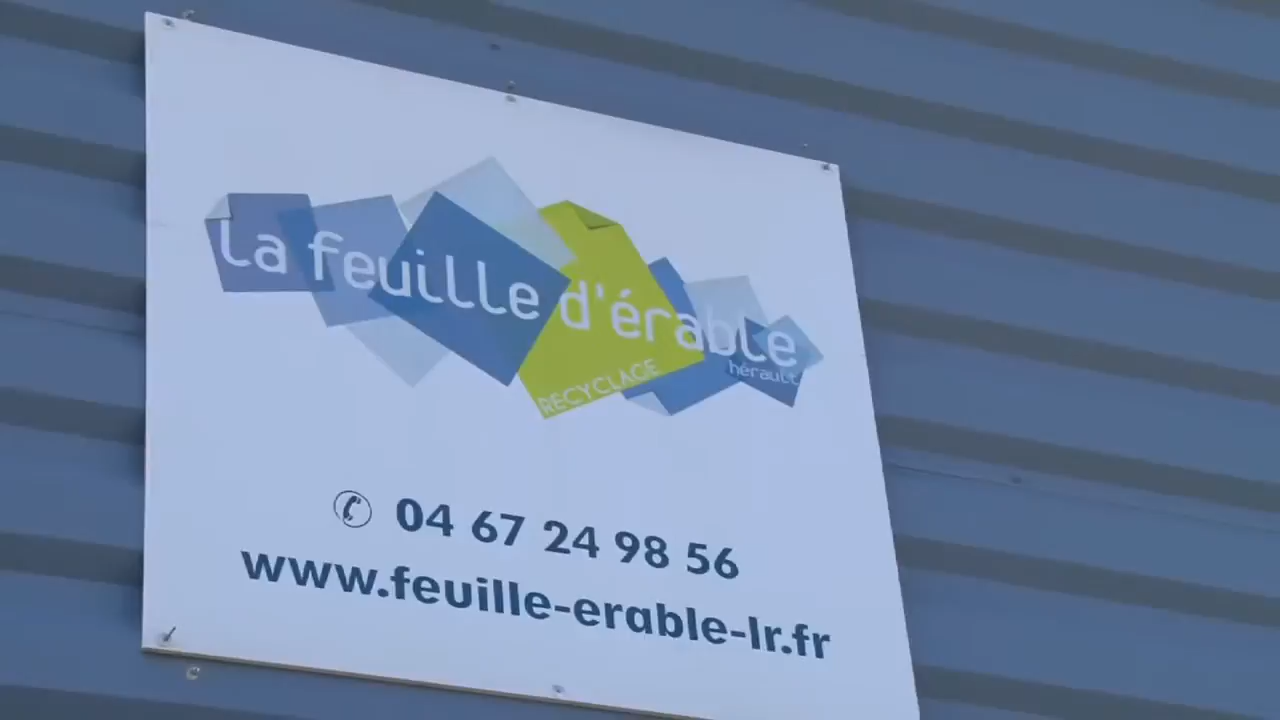 la feuille d'érable
hérault
RECYCLAGE
✆ 04 67 24 98 56
www.feuille-erable-lr.fr